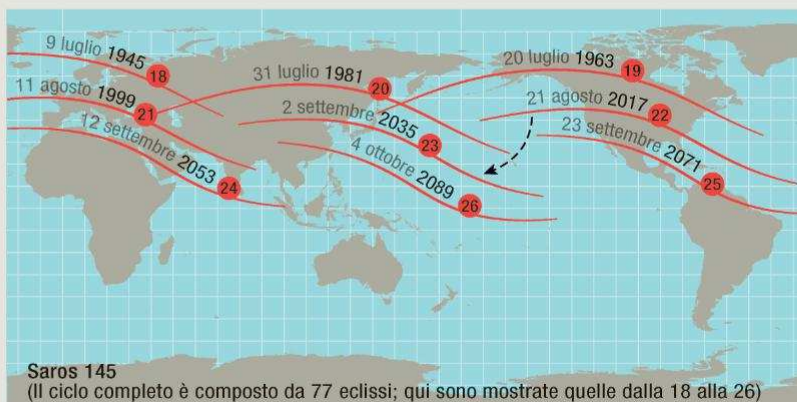 9 luglio 1945
18
20 luglio 1963
19
31 luglio 1981
20
11 agosto 1999
21
21 agosto 2017
22
2 settembre 2035
23
12 settembre 2053
24
23 settembre 2071
25
4 ottobre 2089
26
Saros 145
(Il ciclo completo è composto da 77 eclissi; qui sono mostrate quelle dalla 18 alla 26)